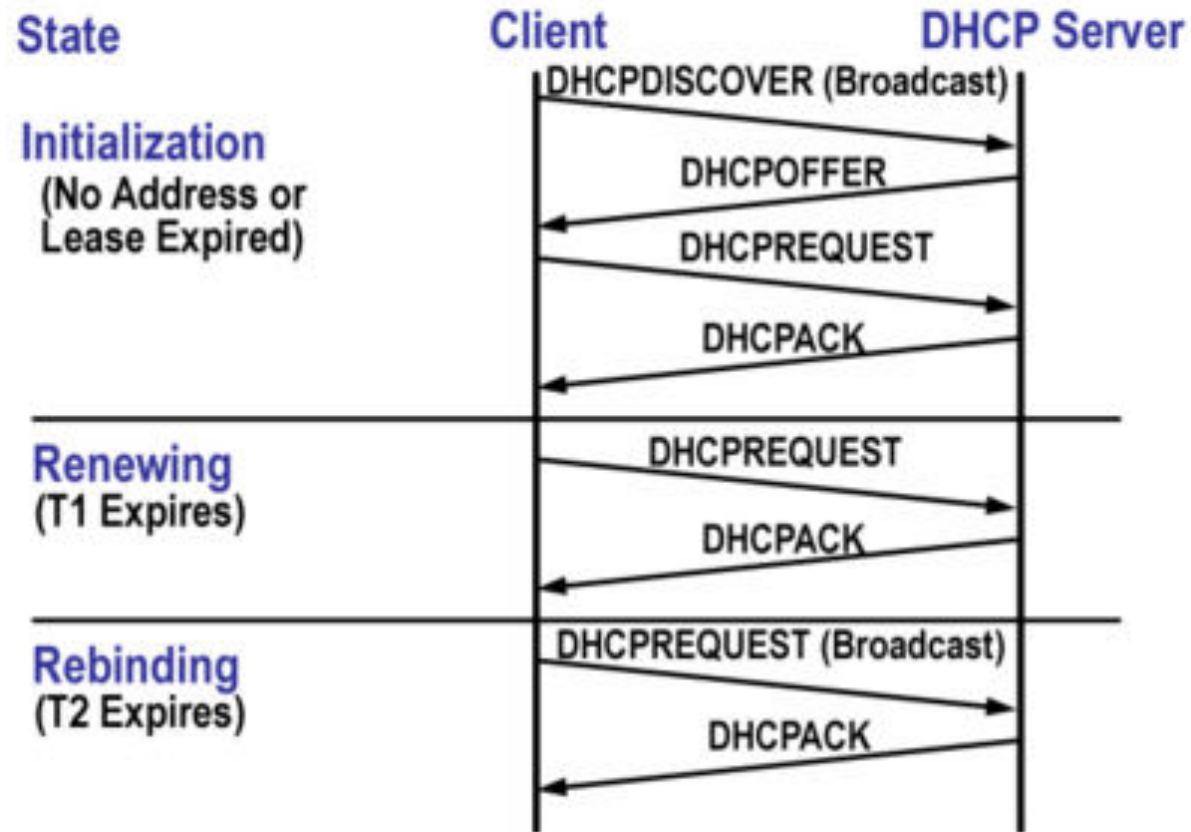 State
Client
DHCP Server
DHCPDISCOVER (Broadcast)
Initialization
(No Address or
Lease Expired)
DHCPOFFER
DHCPREQUEST
DHCPACK
Renewing
(T1 Expires)
DHCPREQUEST
DHCPACK
Rebinding
(T2 Expires)
DHCPREQUEST (Broadcast)
DHCPACK